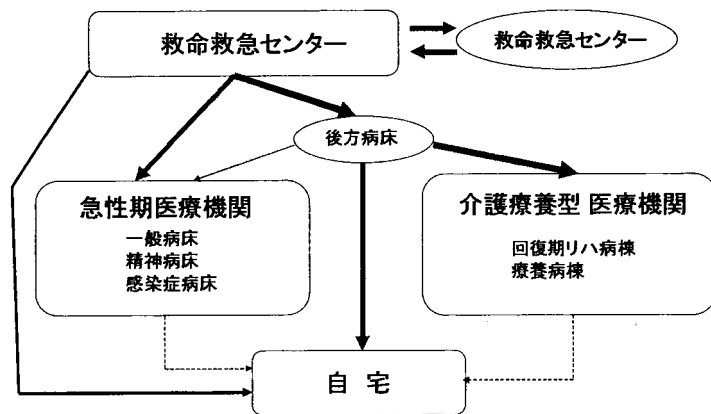 救命救急センター
救命救急センター
後方病床
急性期医療機関
一般病床
精神病床
感染症病床
介護療養型 医療機関
回復期リハ病棟
療養病棟
自 宅